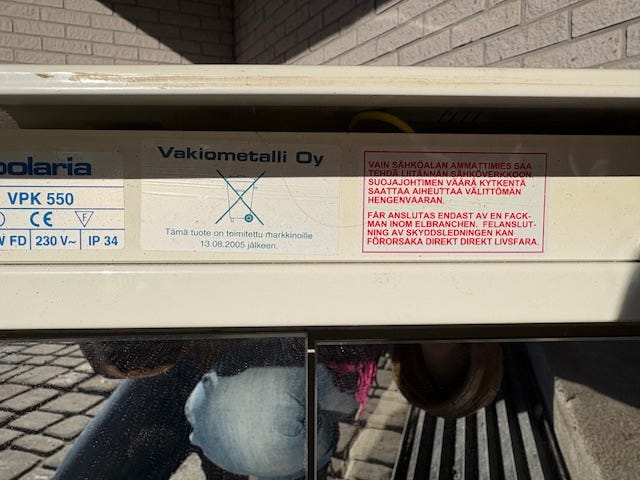 polaria
VPK 550
CE F
W FD 230 V~ IP 34
Vakiometalli Oy
Tämä tuote on toimitettu markkinoille
13.08.2005 jälkeen.
VAIN SÄHKÖALAN AMMATTIMIES SAA
TEHDÄ LIITÄNNÄN SÄHKÖVERKKOON.
SUOJAJOHTIMEN VÄÄRÄ KYTKENTÄ
SAATTAA AIHEUTTAA VÄLITTÖMÄN
HENGENVAARAN.
FÅR ANSLUTAS ENDAST AV EN FACK-
MAN INOM ELBRANCHEN. FELANSLUT-
NING AV SKYDDSLEDNINGEN KAN
FÖRORSAKA DIREKT DIREKT LIVSFARA.